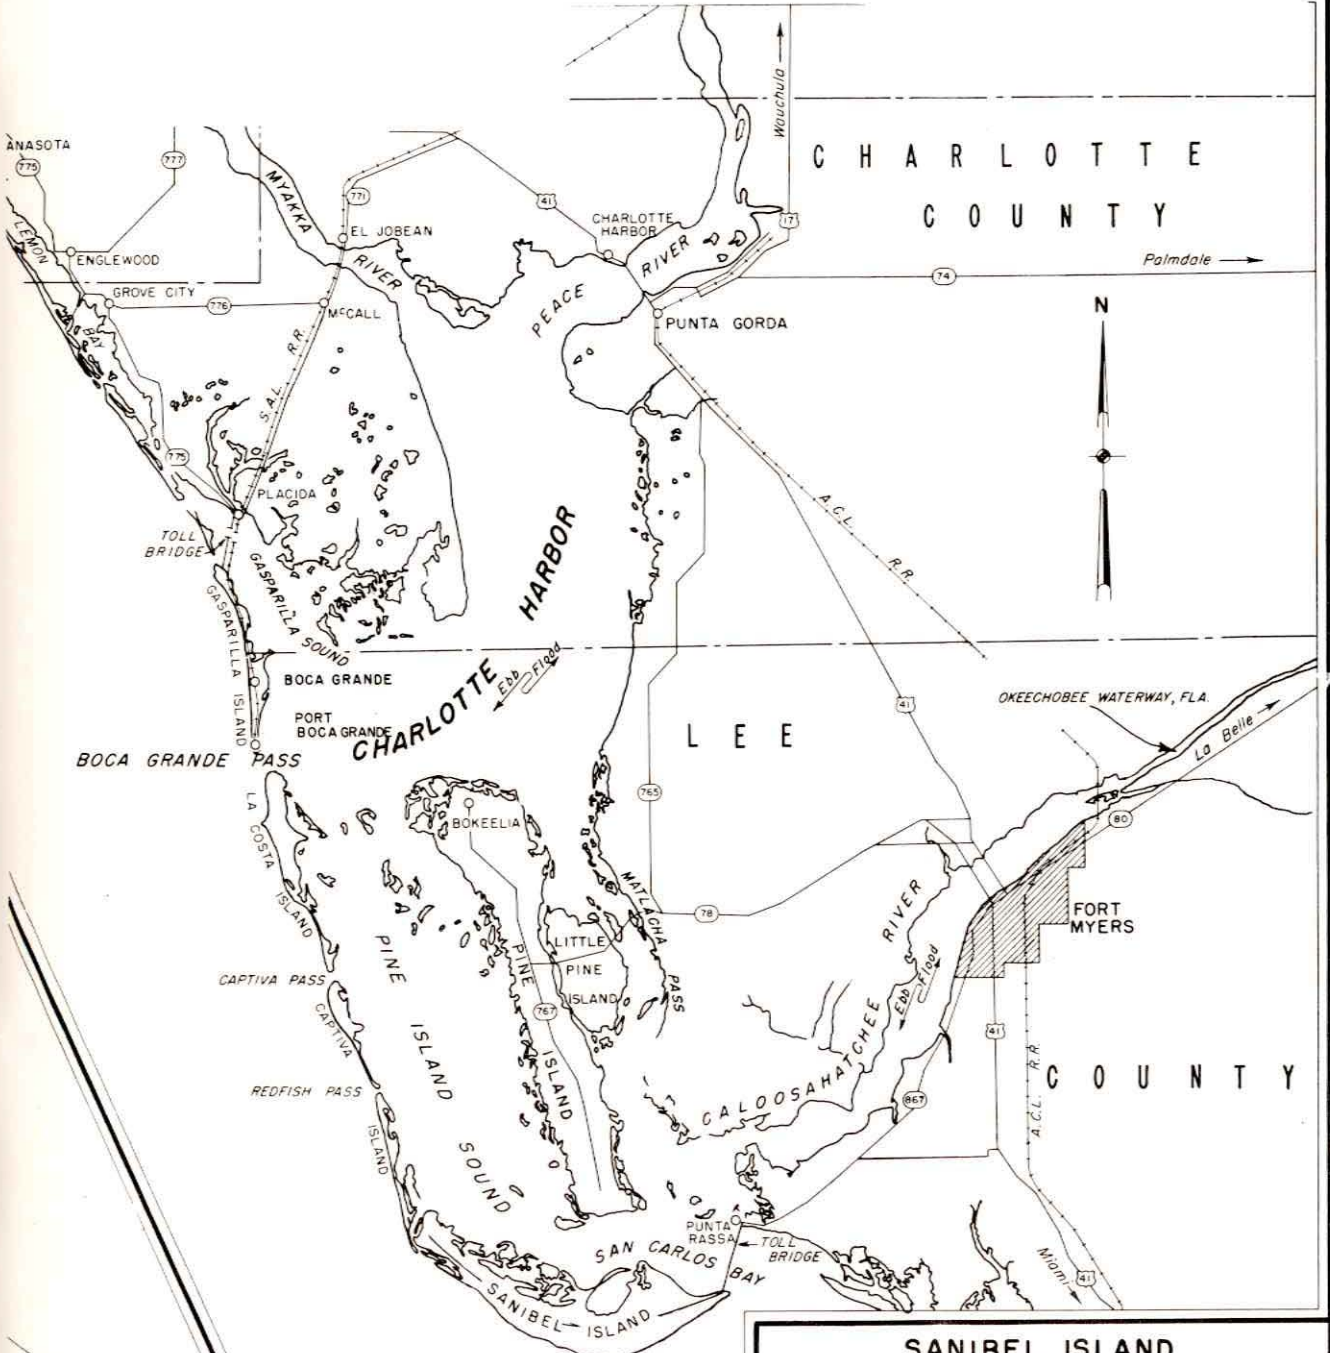 Wauchula
CHARLOTTE
COUNTY
ANASOTA
775
777
771
41
17
MYAKKA
RIVER
EL JOBEAN
CHARLOTTE
HARBOR
PEACE
RIVER
LEMON
BAY
ENGLEWOOD
GROVE CITY
776
McCALL
Palmdale
74
PUNTA GORDA
N
S.A.L. R.R.
775
PLACIDA
TOLL
BRIDGE
GASPARILLA SOUND
GASPARILLA ISLAND
A.C.L. R.R.
CHARLOTTE HARBOR
Ebb
Flood
BOCA GRANDE
PORT
BOCA GRANDE
BOCA GRANDE PASS
LEE
41
OKEECHOBEE WATERWAY, FLA.
La Belle
765
80
LA COSTA ISLAND
BOKEELIA
MATLACHA PASS
78
FORT
MYERS
LITTLE
PINE
ISLAND
PINE ISLAND
767
PINE ISLAND SOUND
CAPTIVA PASS
CAPTIVA
REDFISH PASS
ISLAND
CALOOSAHATCHEE RIVER
Ebb
Flood
41
A.C.L. R.R.
COUNTY
867
PUNTA
RASSA
TOLL
BRIDGE
SAN CARLOS BAY
SANIBEL ISLAND
Miami
41
SANIBEL ISLAND